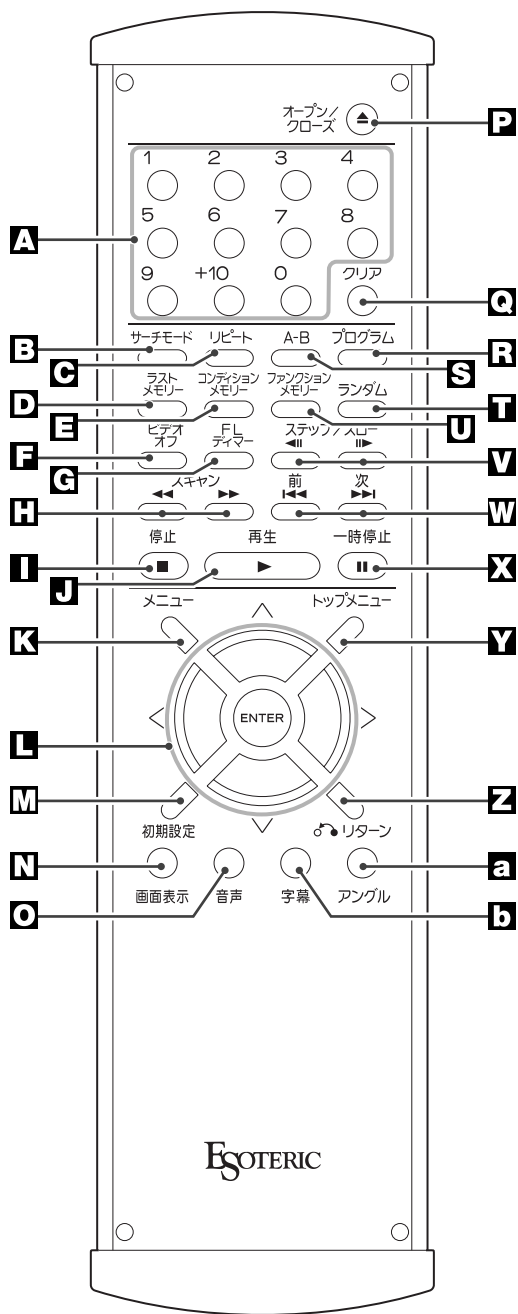 オープン/
クローズ
P
1 2 3 4
A
5 6 7 8
9 +10 0 クリア
Q
B サーチモード リピート A-B プログラム R
C S
D ラスト
メモリー コンディション
メモリー ファンクション
メモリー ランダム T
E U
F ビデオ
オフ FL
ディマー ステップ/スロー V
G
スキャン 前 次
H W
I 停止 再生 一時停止 X
J
メニュー トップメニュー
K Y
L ENTER
M Z
初期設定 リターン
N a
画面表示 音声 字幕 アングル
O b
ESOTERIC